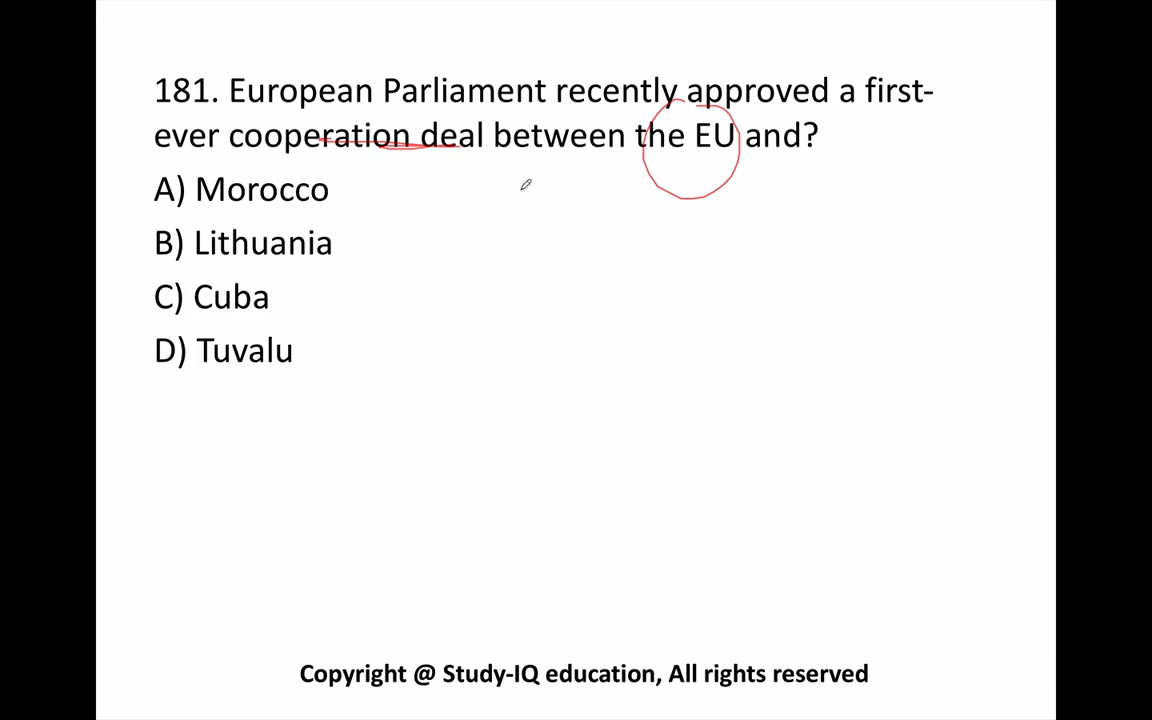 181. European Parliament recently approved a first-
ever cooperation deal between the EU and?
A) Morocco
B) Lithuania
C) Cuba
D) Tuvalu
Copyright @ Study-IQ education, All rights reserved